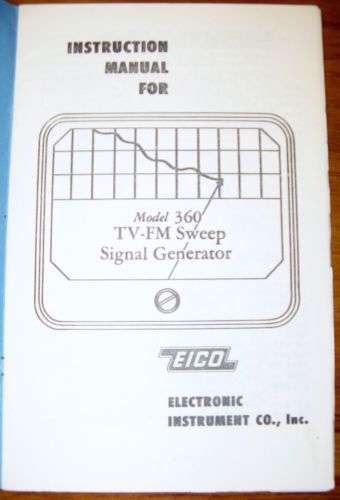 INSTRUCTION
MANUAL
FOR
Model 360
TV-FM Sweep
Signal Generator
EICO
ELECTRONIC
INSTRUMENT CO., Inc.